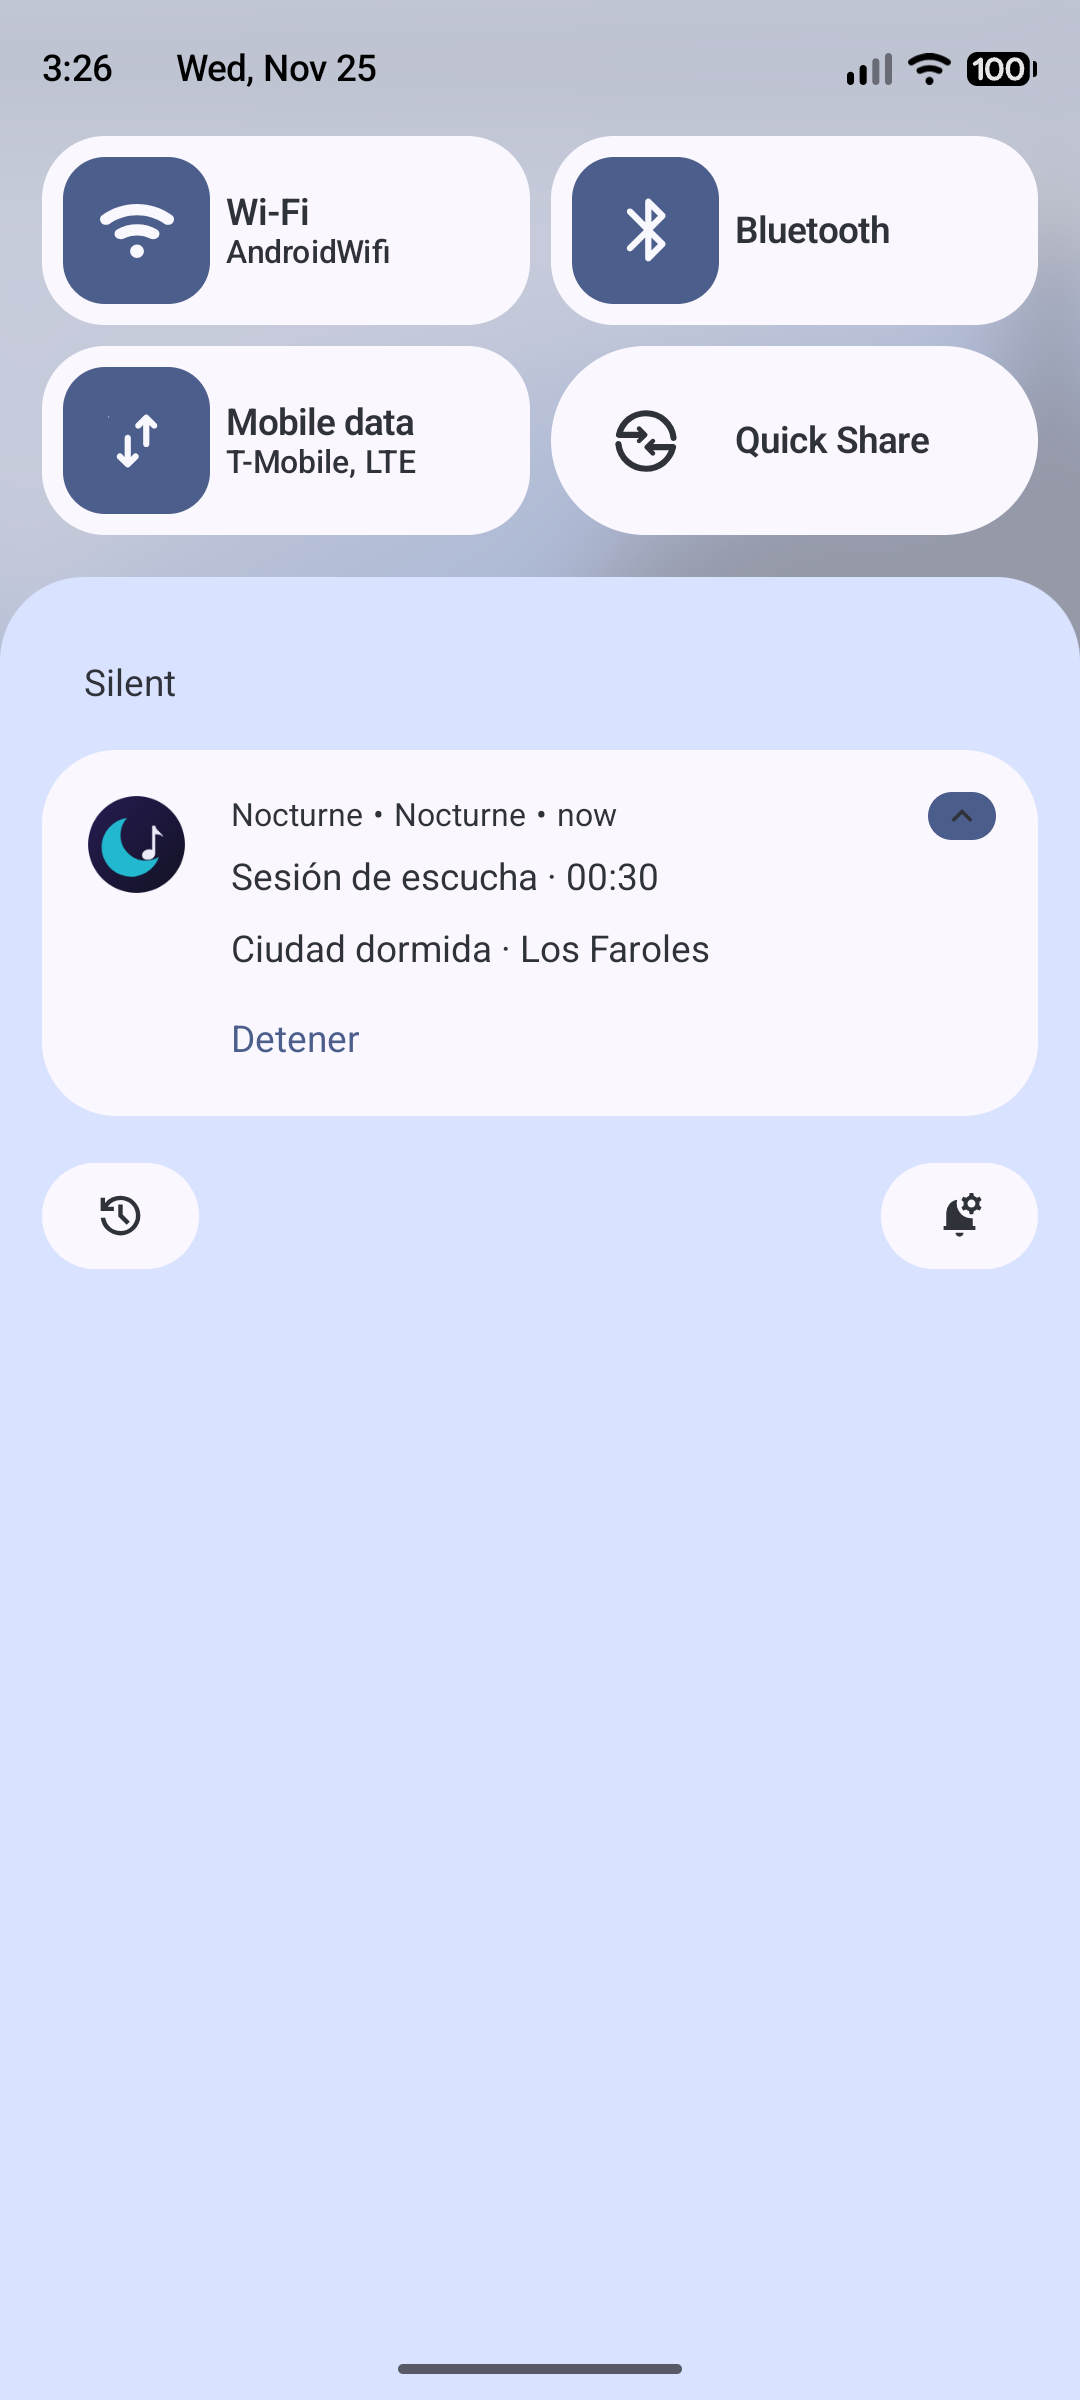 3:26 Wed, Nov 25 100
Wi-Fi
AndroidWifi
Bluetooth
Mobile data
T-Mobile, LTE
Quick Share
Silent
Nocturne • Nocturne • now
Sesión de escucha · 00:30
Ciudad dormida · Los Faroles
Detener